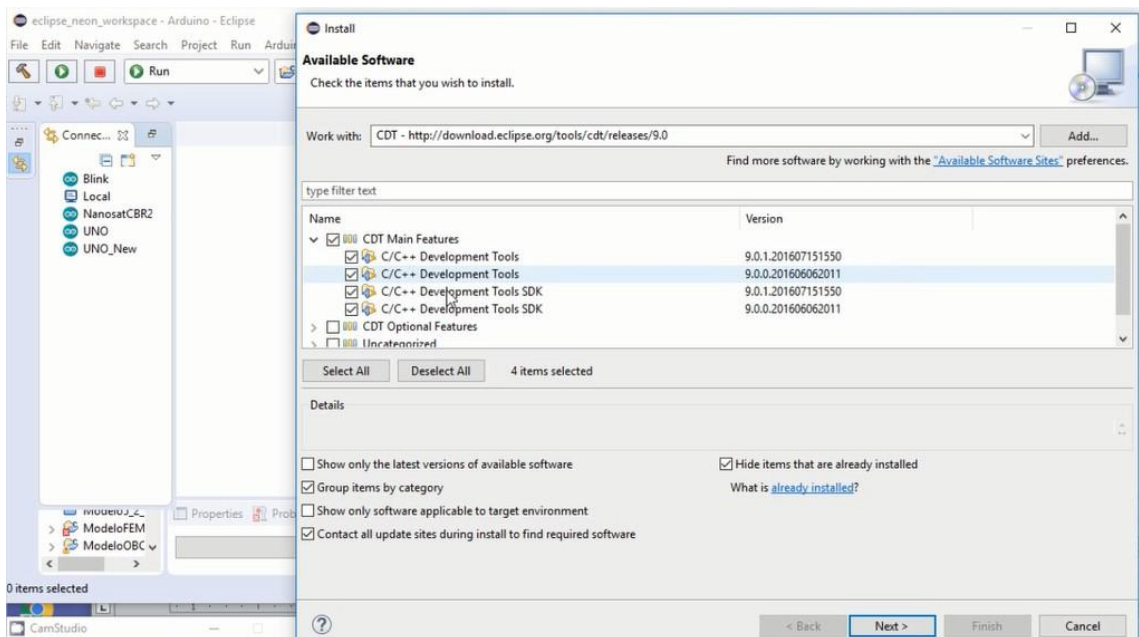 eclipse_neon_workspace - Arduino - Eclipse
File Edit Navigate Search Project Run
Run
Connec...
Blink
Local
NanosatCBR2
UNO
UNO_New
ModeloFEM
ModeloOBC
Properties
0 items selected
CamStudio
Install
Available Software
Check the items that you wish to install.
Work with: CDT - http://download.eclipse.org/tools/cdt/releases/9.0 Add...
Find more software by working with the "Available Software Sites" preferences.
type filter text
Name Version
CDT Main Features
C/C++ Development Tools 9.0.1.201607151550
C/C++ Development Tools 9.0.0.201606062011
C/C++ Development Tools SDK 9.0.1.201607151550
C/C++ Development Tools SDK 9.0.0.201606062011
CDT Optional Features
Uncategorized
Select All Deselect All 4 items selected
Details
Show only the latest versions of available software Hide items that are already installed
Group items by category What is already installed?
Show only software applicable to target environment
Contact all update sites during install to find required software
< Back Next > Finish Cancel